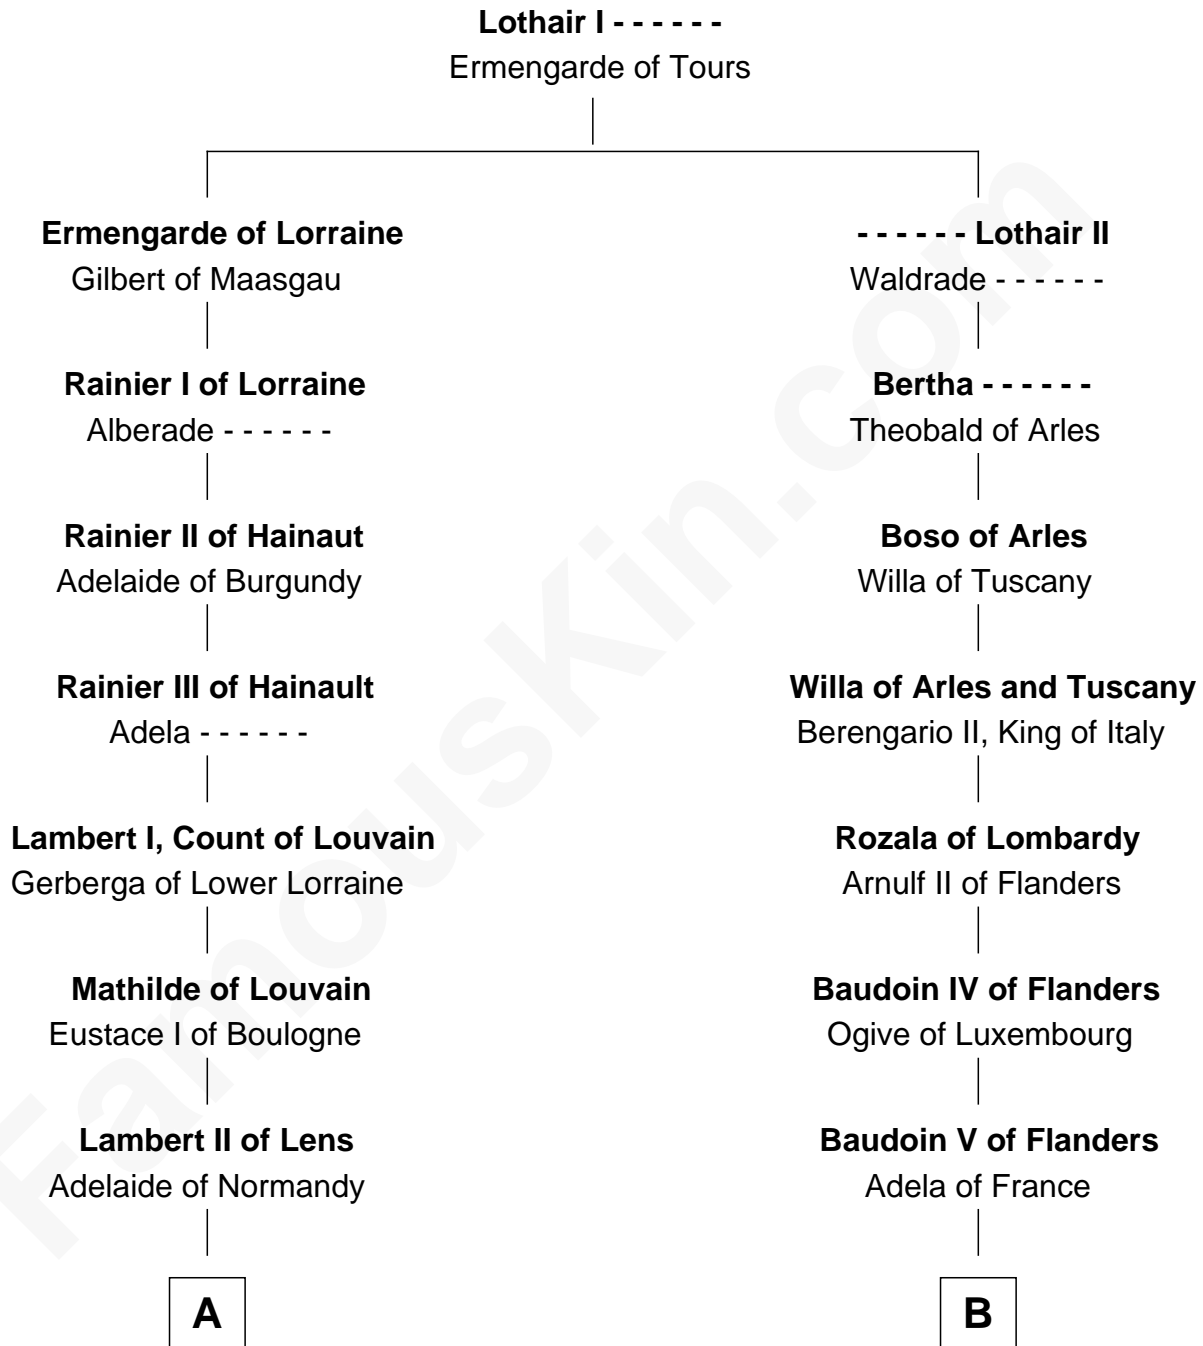 Lothair I - - - - - -
Ermengarde of Tours
Ermengarde of Lorraine
Gilbert of Maasgau
- - - - - - Lothair II
Waldrade - - - - - -
Rainier I of Lorraine
Alberade - - - - - -
Bertha - - - - - -
Theobald of Arles
Rainier II of Hainaut
Adelaide of Burgundy
Boso of Arles
Willa of Tuscany
Rainier III of Hainault
Adela - - - - - -
Willa of Arles and Tuscany
Berengario II, King of Italy
Lambert I, Count of Louvain
Gerberga of Lower Lorraine
Rozala of Lombardy
Arnulf II of Flanders
Mathilde of Louvain
Eustace I of Boulogne
Baudoin IV of Flanders
Ogive of Luxembourg
Lambert II of Lens
Adelaide of Normandy
Baudoin V of Flanders
Adela of France
A
B
FamousKin.com